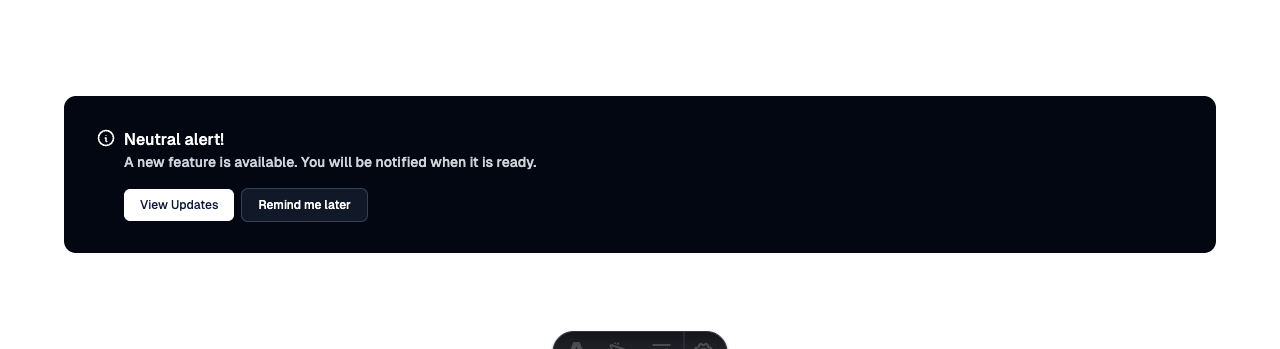 Neutral alert!
A new feature is available. You will be notified when it is ready.
View Updates
Remind me later